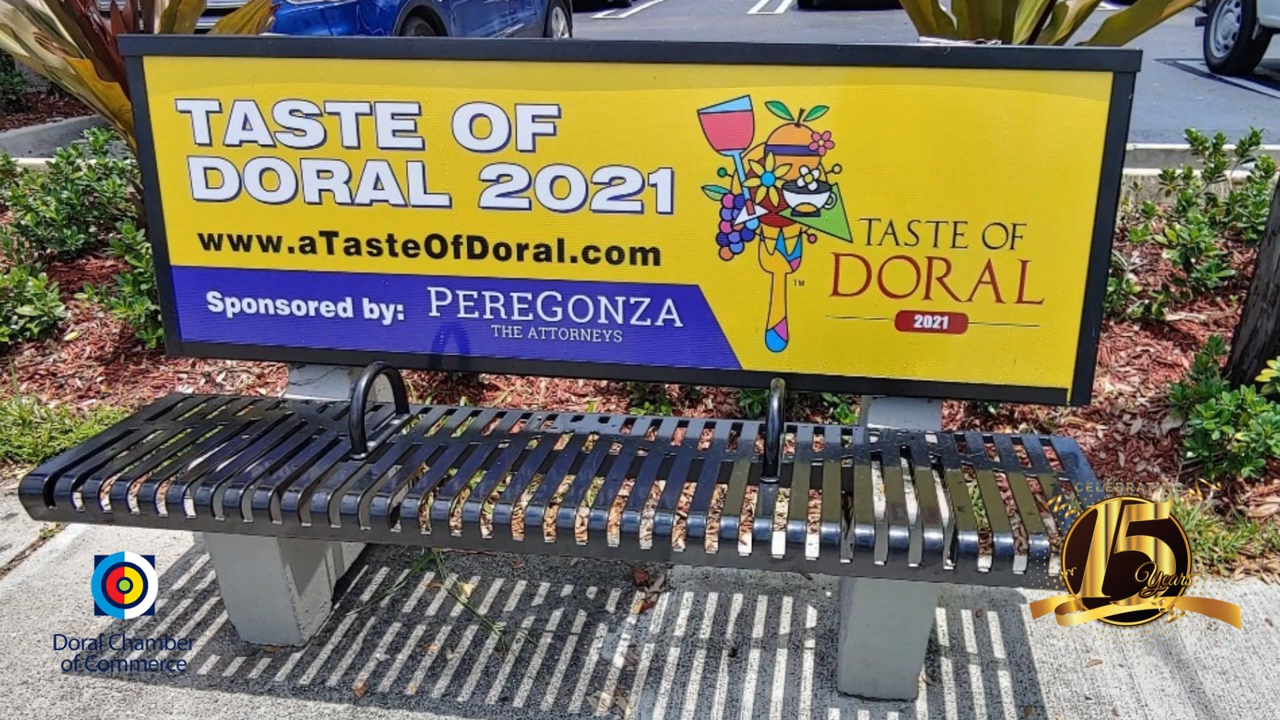 TASTE OF
DORAL 2021
www.aTasteOfDoral.com
Sponsored by: PEREGONZA
THE ATTORNEYS
TM
TASTE OF
DORAL
2021
Doral Chamber
of Commerce
CELEBRATING
15
Years